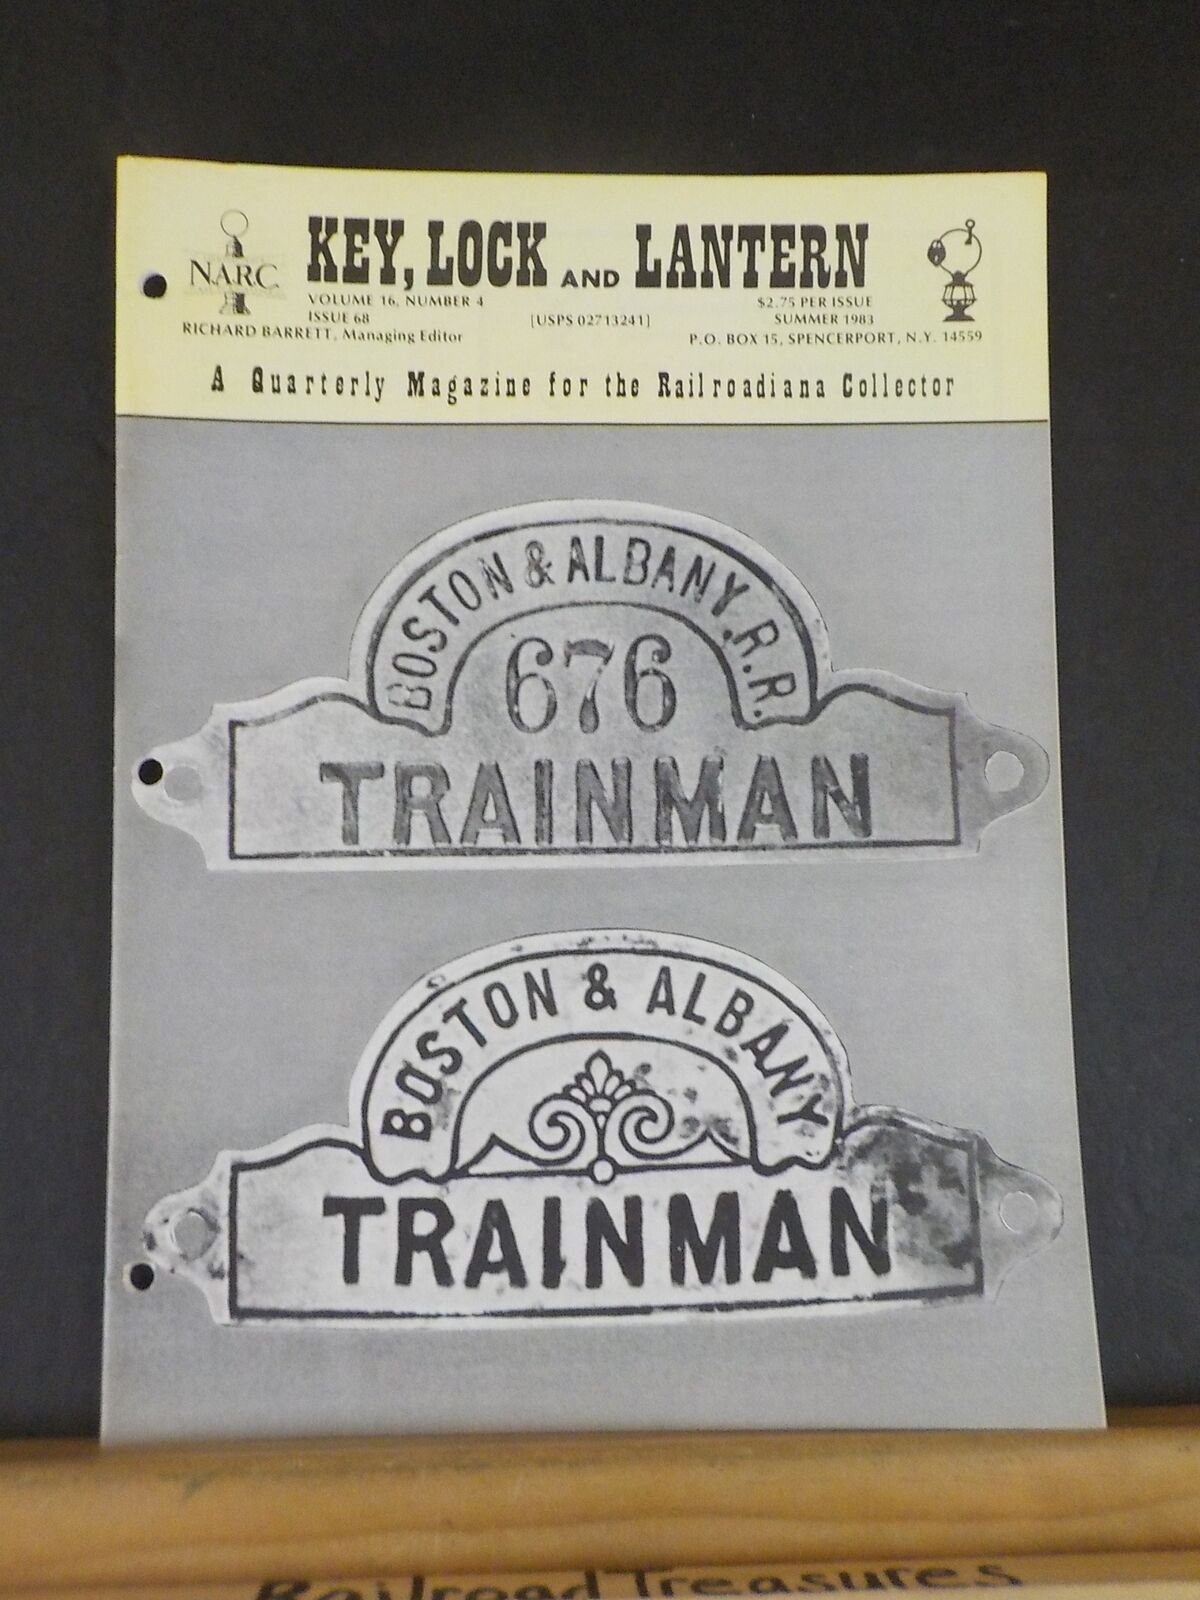 N.A.R.C.
KEY, LOCK AND LANTERN
VOLUME 16, NUMBER 4
ISSUE 68
RICHARD BARRETT, Managing Editor
[USPS 02713241]
$2.75 PER ISSUE
SUMMER 1983
P.O. BOX 15, SPENCERPORT, N.Y. 14559
A Quarterly Magazine for the Railroadiana Collector
BOSTON & ALBANY R.R.
676
TRAINMAN
BOSTON & ALBANY
TRAINMAN
Railroad Treasures